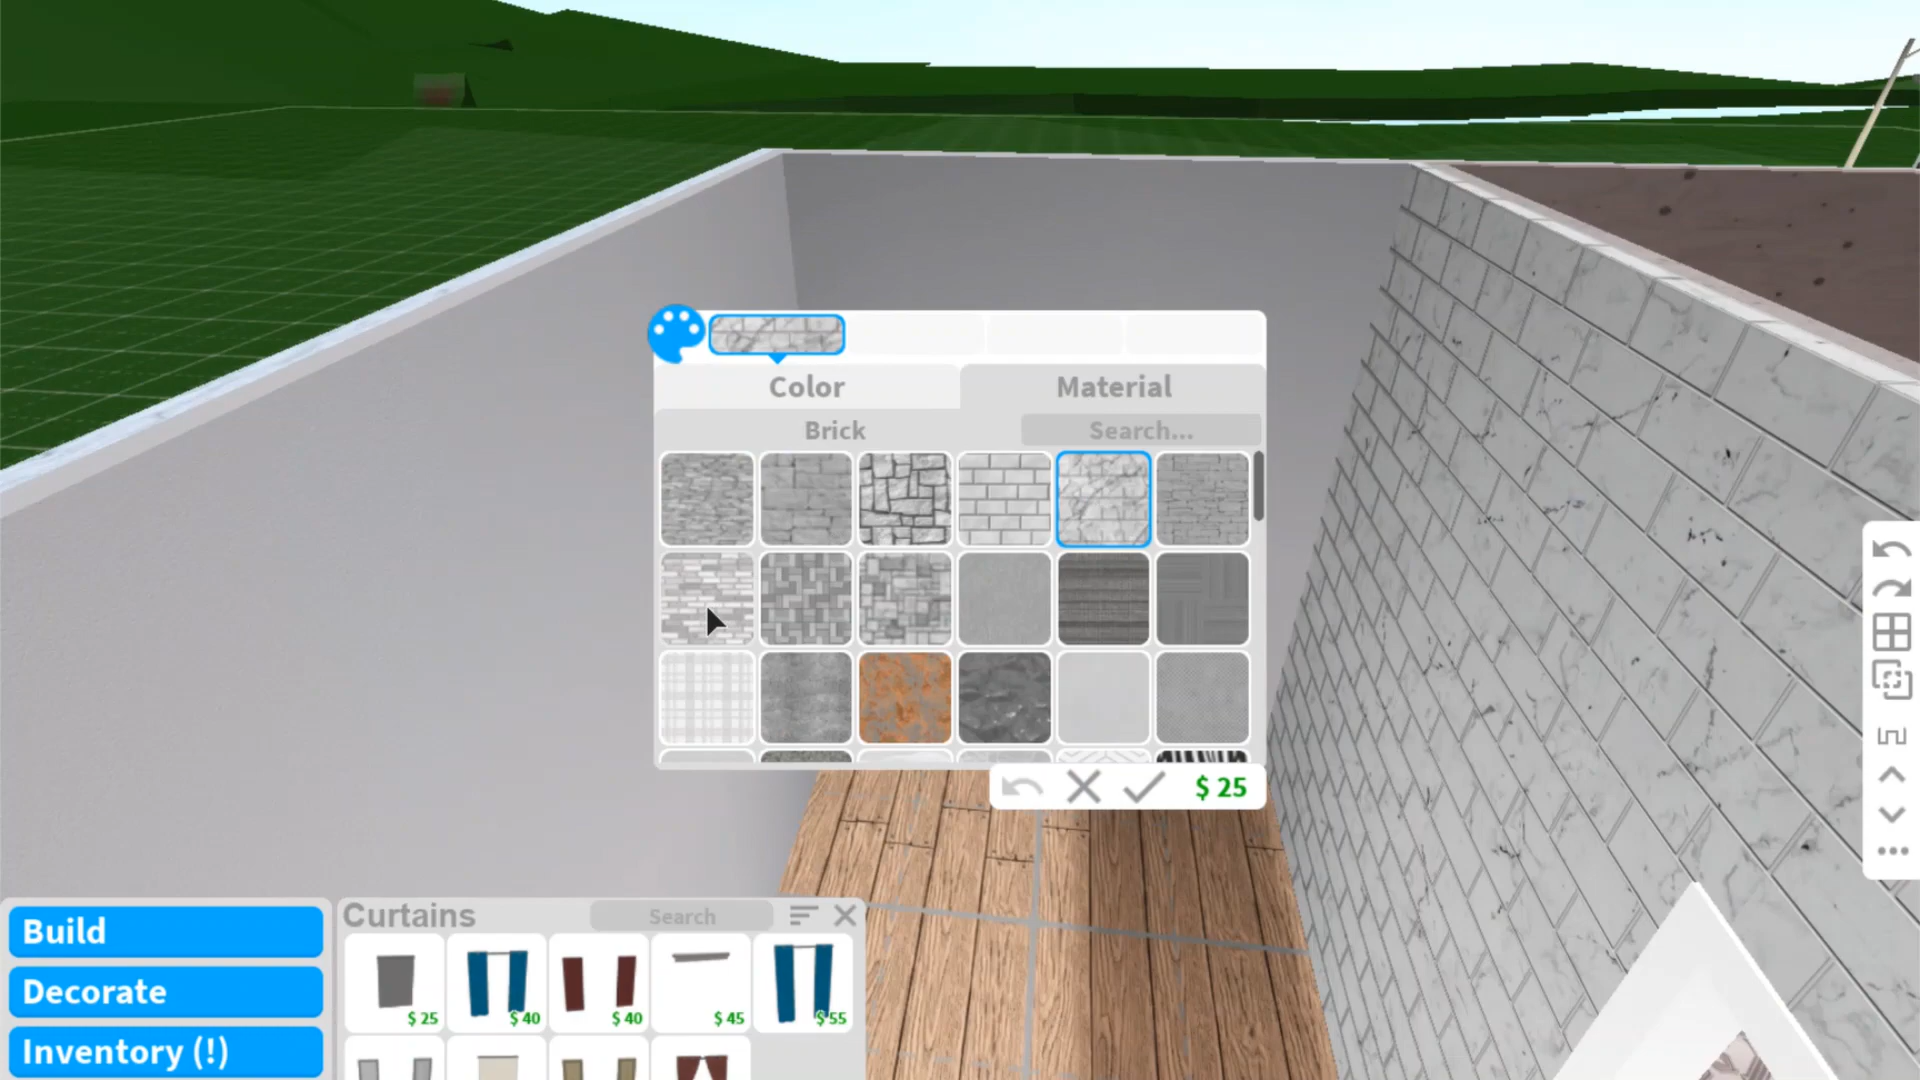 Color
Material
Brick
Search...
$ 25
Build
Decorate
Inventory (!)
Curtains
Search
$ 25
$ 40
$ 40
$ 45
$ 55